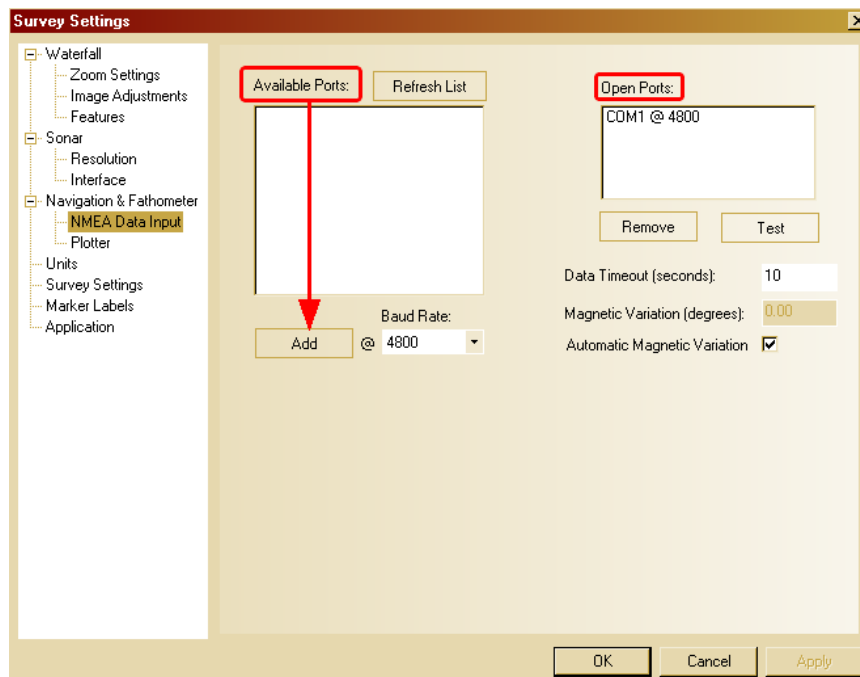 Survey Settings
Waterfall
Zoom Settings
Image Adjustments
Features
Sonar
Resolution
Interface
Navigation & Fathometer
NMEA Data Input
Plotter
Units
Survey Settings
Marker Labels
Application
Available Ports:
Refresh List
Add
@
Baud Rate:
4800
Open Ports:
COM1 @ 4800
Remove
Test
Data Timeout (seconds):
10
Magnetic Variation (degrees):
0.00
Automatic Magnetic Variation
OK
Cancel
Apply